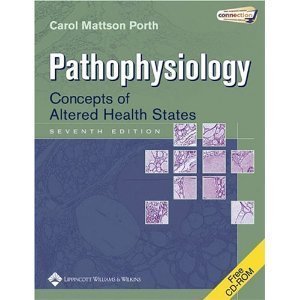 Carol Mattson Porth
connection
Pathophysiology
Concepts of
Altered Health States
SEVENTH EDITION
Free
CD-ROM
LIPPINCOTT WILLIAMS & WILKINS